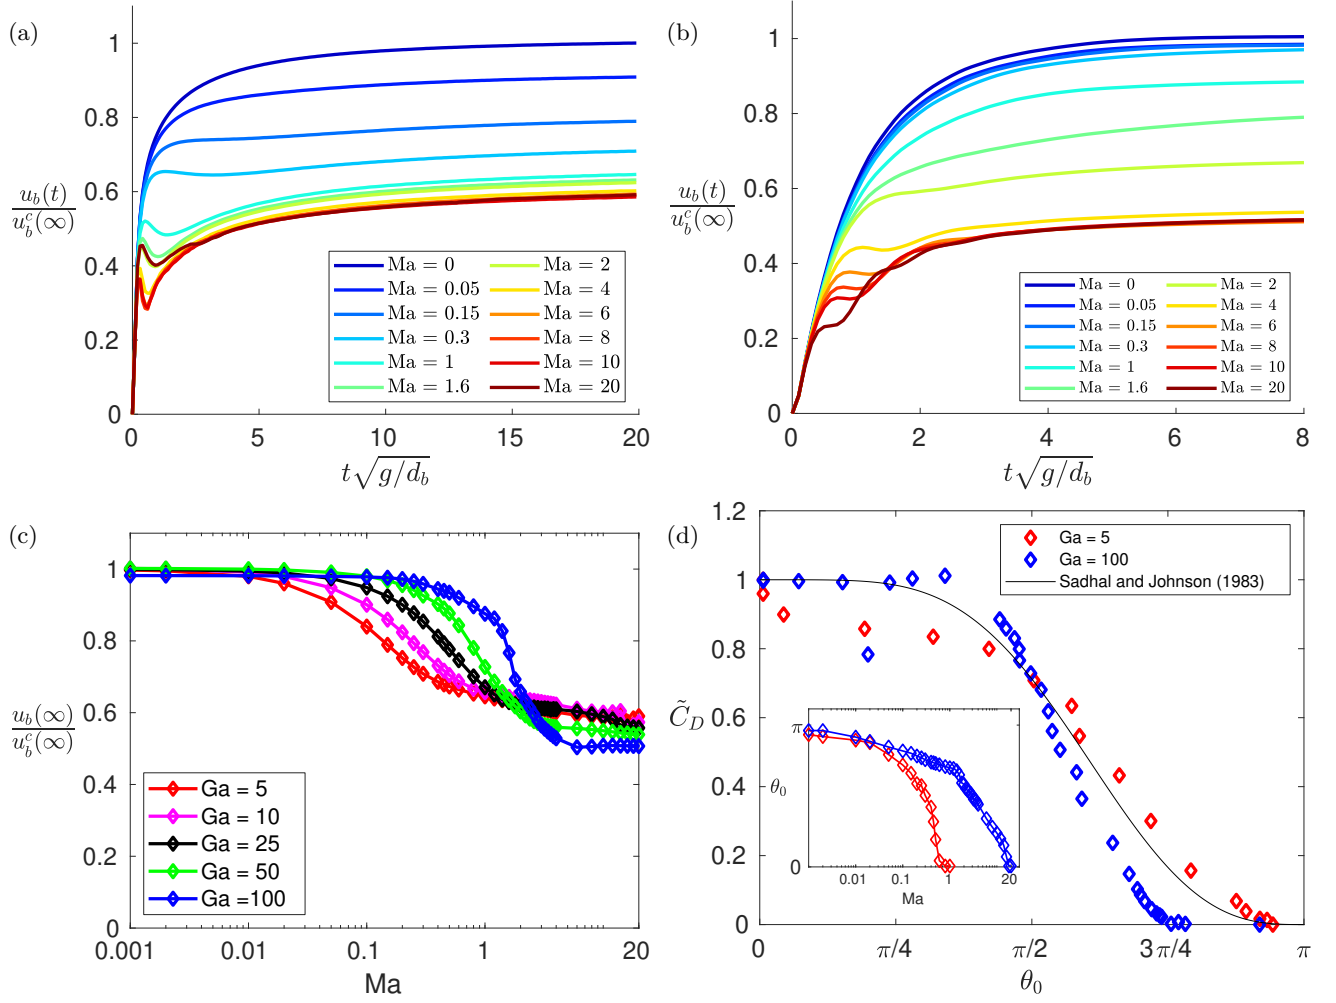 (a)
1
0.8
0.6
0.4
0.2
0
u_b(t)
u_b^c(∞)
0 5 10 15 20
t√g/d_b
Ma = 0 Ma = 2
Ma = 0.05 Ma = 4
Ma = 0.15 Ma = 6
Ma = 0.3 Ma = 8
Ma = 1 Ma = 10
Ma = 1.6 Ma = 20
(b)
1
0.8
0.6
0.4
0.2
0
u_b(t)
u_b^c(∞)
0 2 4 6 8
t√g/d_b
Ma = 0 Ma = 2
Ma = 0.05 Ma = 4
Ma = 0.15 Ma = 6
Ma = 0.3 Ma = 8
Ma = 1 Ma = 10
Ma = 1.6 Ma = 20
(c)
1
0.8
0.6
0.4
0.2
0
u_b(∞)
u_b^c(∞)
0.001 0.01 0.1 1 20
Ma
Ga = 5
Ga = 10
Ga = 25
Ga = 50
Ga =100
(d)
1.2
1
0.8
0.6
0.4
0.2
0
C̃_D
0 π/4 π/2 3π/4 π
θ_0
Ga = 5
Ga = 100
Sadhal and Johnson (1983)
π
θ_0
0
0.01 0.1 1 20
Ma